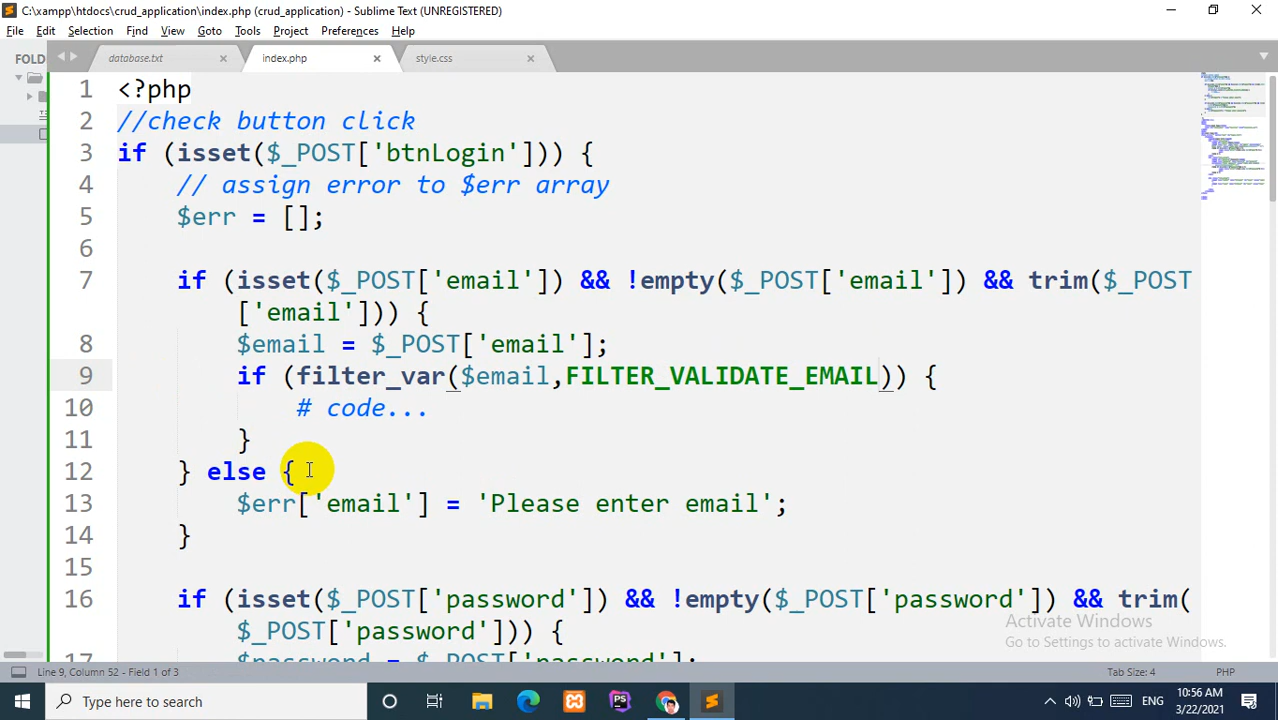 C:\xampp\htdocs\crud_application\index.php (crud_application) - Sublime Text (UNREGISTERED)
File Edit Selection Find View Goto Tools Project Preferences Help
FOLD
database.txt
index.php
style.css
1 <?php
2 //check button click
3 if (isset($_POST['btnLogin'])) {
4 // assign error to $err array
5 $err = [];
6
7 if (isset($_POST['email']) && !empty($_POST['email']) && trim($_POST
['email'])) {
8 $email = $_POST['email'];
9 if (filter_var($email,FILTER_VALIDATE_EMAIL)) {
10 # code...
11 }
12 } else {
13 $err['email'] = 'Please enter email';
14 }
15
16 if (isset($_POST['password']) && !empty($_POST['password']) && trim(
$_POST['password'])) {
17 $password = $_POST['password'];
Activate Windows
Go to Settings to activate Windows.
Line 9, Column 52 - Field 1 of 3
Tab Size: 4
PHP
Type here to search
ENG
10:56 AM
3/22/2021